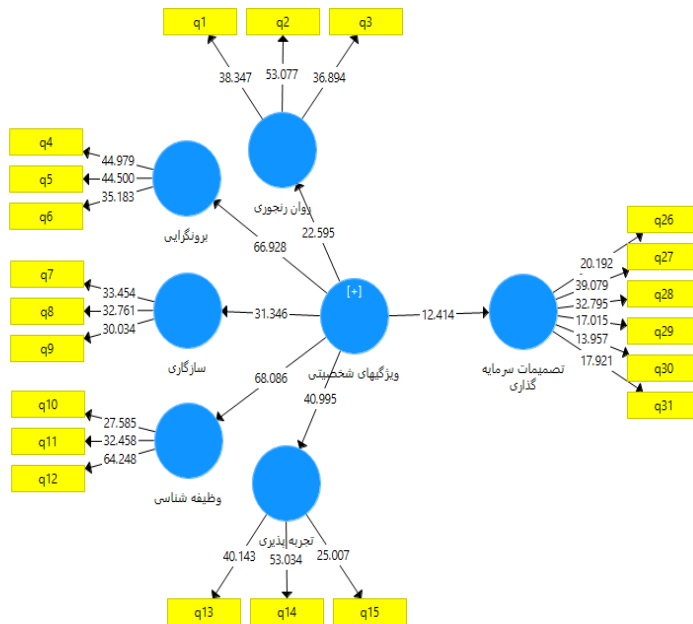 q1
q2
q3
38.347
53.077
36.894
روان رنجوری
q4
q5
q6
44.979
44.500
35.183
برونگرایی
22.595
66.928
q7
q8
q9
33.454
32.761
30.034
سازگاری
31.346
[+]
ویژگیهای شخصیتی
12.414
q26
q27
q28
q29
q30
q31
20.192
39.079
32.795
17.015
13.957
17.921
تصمیمات سرمایه
گذاری
68.086
40.995
q10
q11
q12
27.585
32.458
64.248
وظیفه شناسی
تجربه پذیری
40.143
53.034
25.007
q13
q14
q15